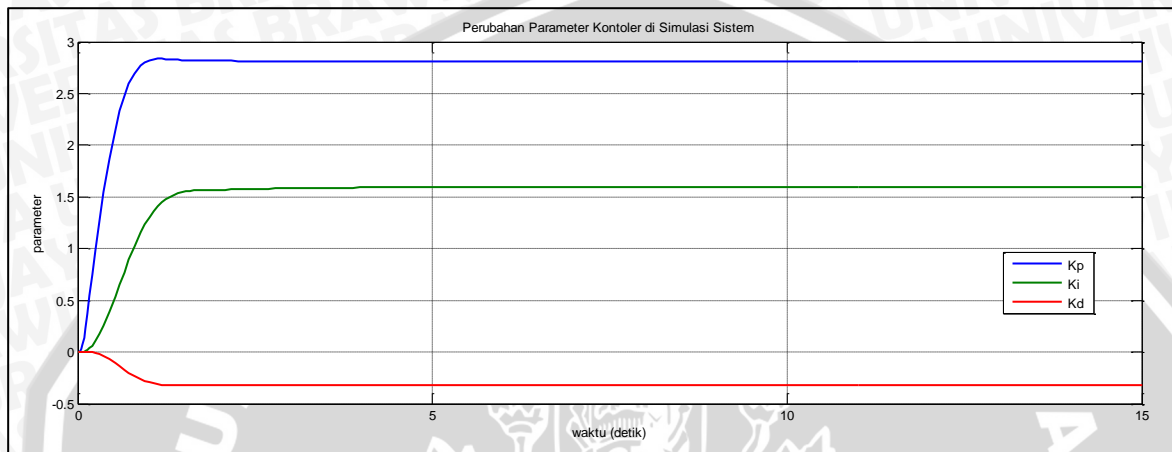 Perubahan Parameter Kontoler di Simulasi Sistem
3
2.5
2
1.5
1
0.5
0
-0.5
parameter
Kp
Ki
Kd
0
5
10
15
waktu (detik)